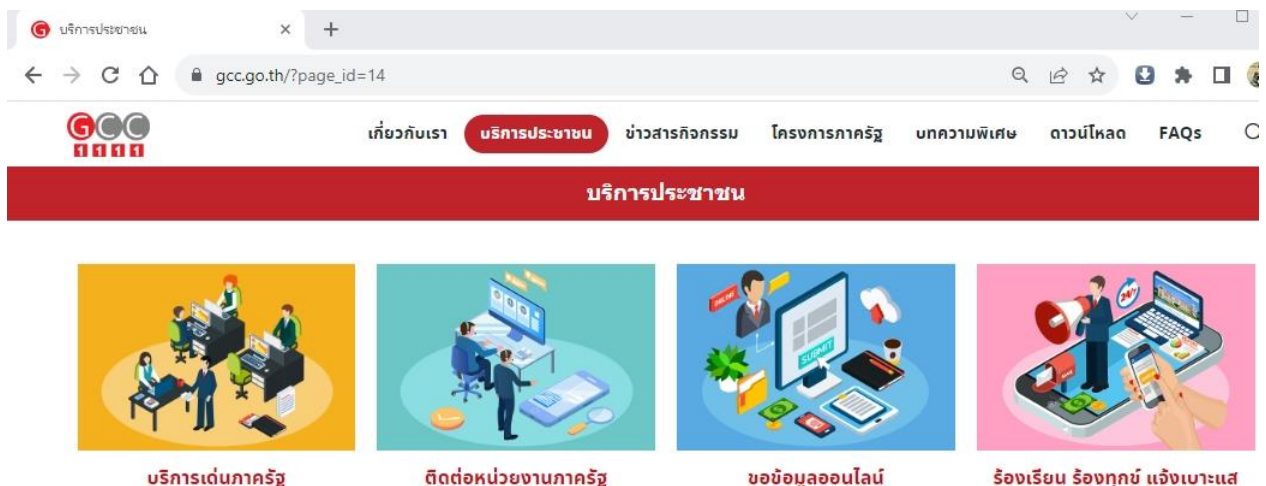 บริการประชาชน
gcc.go.th/?page_id=14
GCC
1111
เกี่ยวกับเรา บริการประชาชน ข่าวสารกิจกรรม โครงการภาครัฐ บทความพิเศษ ดาวน์โหลด FAQs
บริการประชาชน
ONLINE
SUBMIT
24/7
บริการเด่นภาครัฐ ติดต่อหน่วยงานภาครัฐ ขอข้อมูลออนไลน์ ร้องเรียน ร้องทุกข์ แจ้งเบาะแส